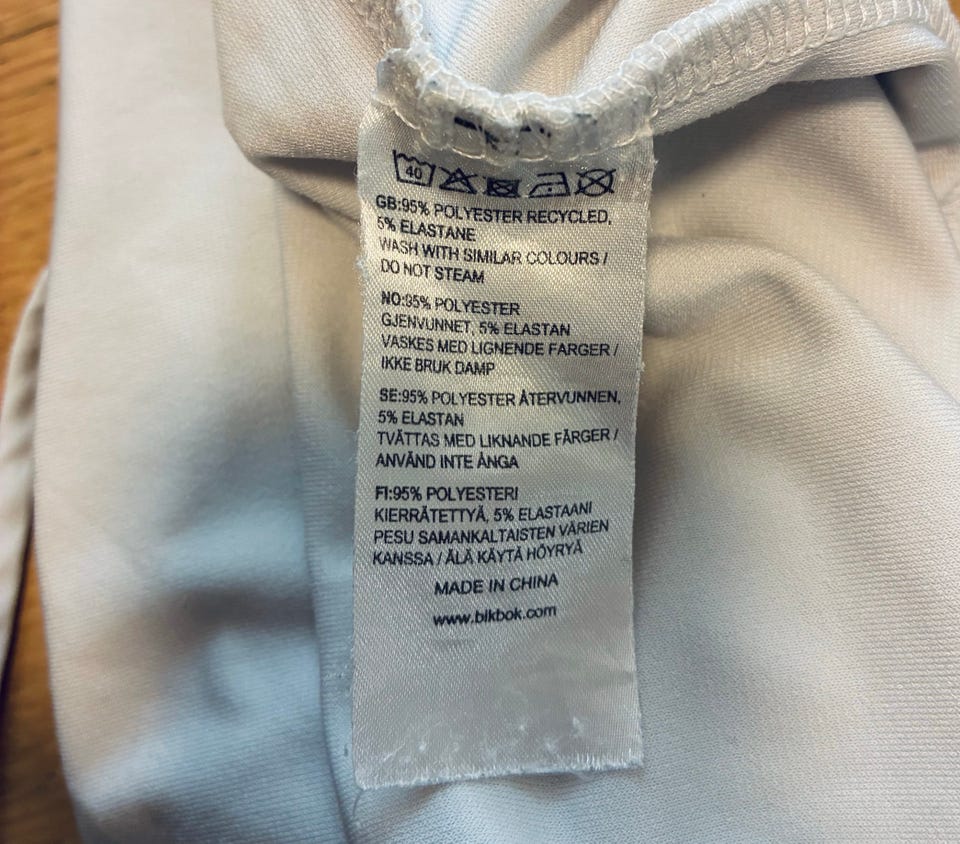 40
GB:95% POLYESTER RECYCLED,
5% ELASTANE
WASH WITH SIMILAR COLOURS /
DO NOT STEAM
NO:95% POLYESTER
GJENVUNNET, 5% ELASTAN
VASKES MED LIGNENDE FARGER /
IKKE BRUK DAMP
SE:95% POLYESTER ÅTERVUNNEN,
5% ELASTAN
TVÄTTAS MED LIKNANDE FÄRGER /
ANVÄND INTE ÅNGA
FI:95% POLYESTERI
KIERRÄTETTYÄ, 5% ELASTAANI
PESU SAMANKALTAISTEN VÄRIEN
KANSSA / ÄLÄ KÄYTÄ HÖYRYÄ
MADE IN CHINA
www.bikbok.com